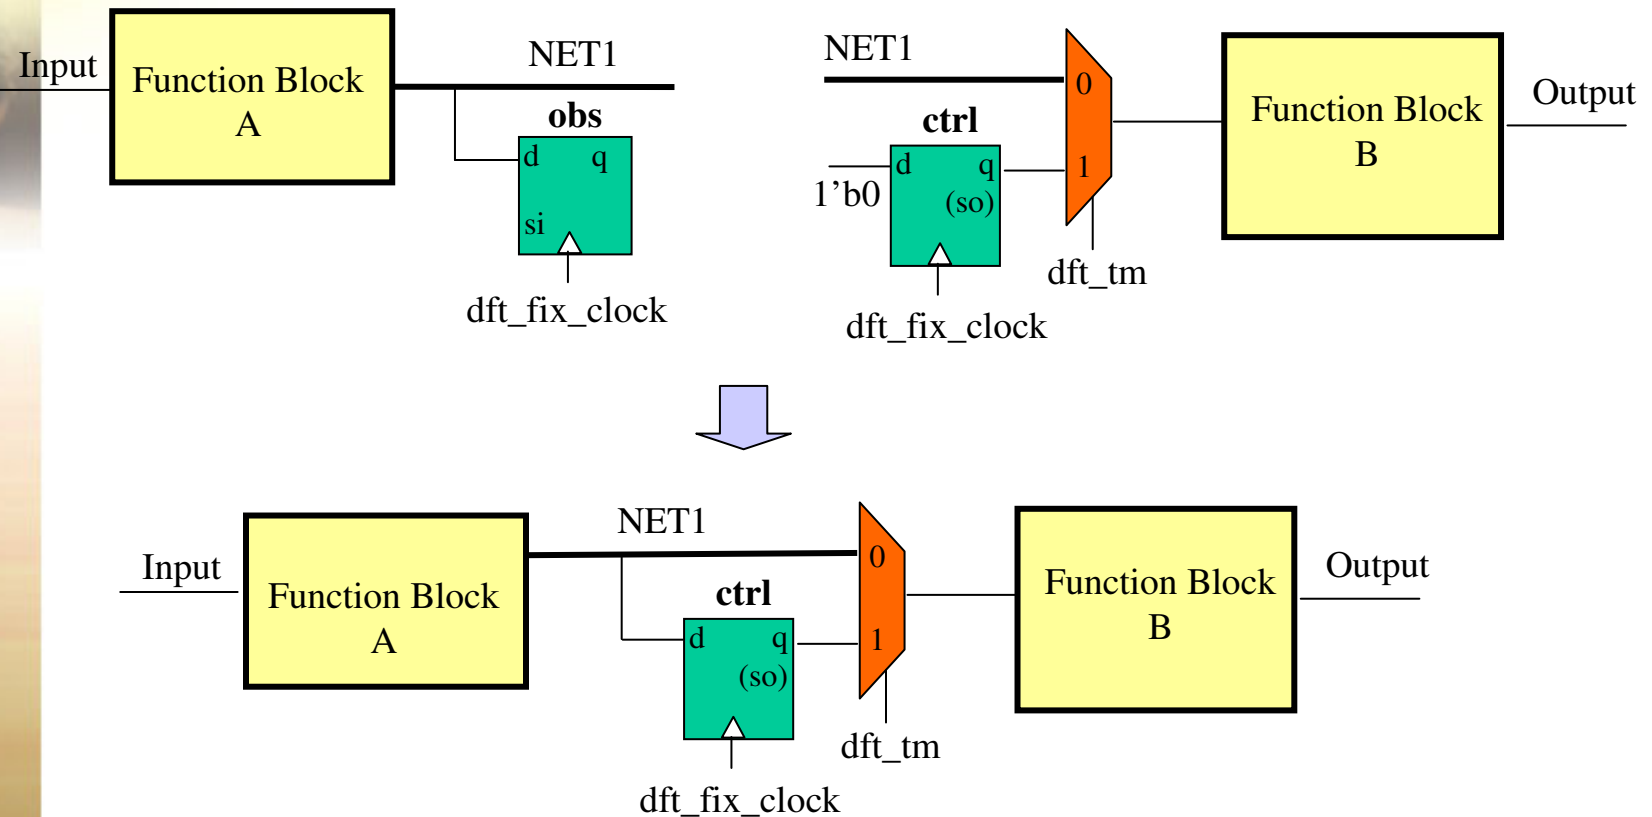 Input
Function Block
A
NET1
obs
d q
si
dft_fix_clock
NET1
ctrl
1'b0
d q
(so)
dft_fix_clock
0
1
dft_tm
Function Block
B
Output
Input
Function Block
A
NET1
ctrl
d q
(so)
dft_fix_clock
0
1
dft_tm
Function Block
B
Output